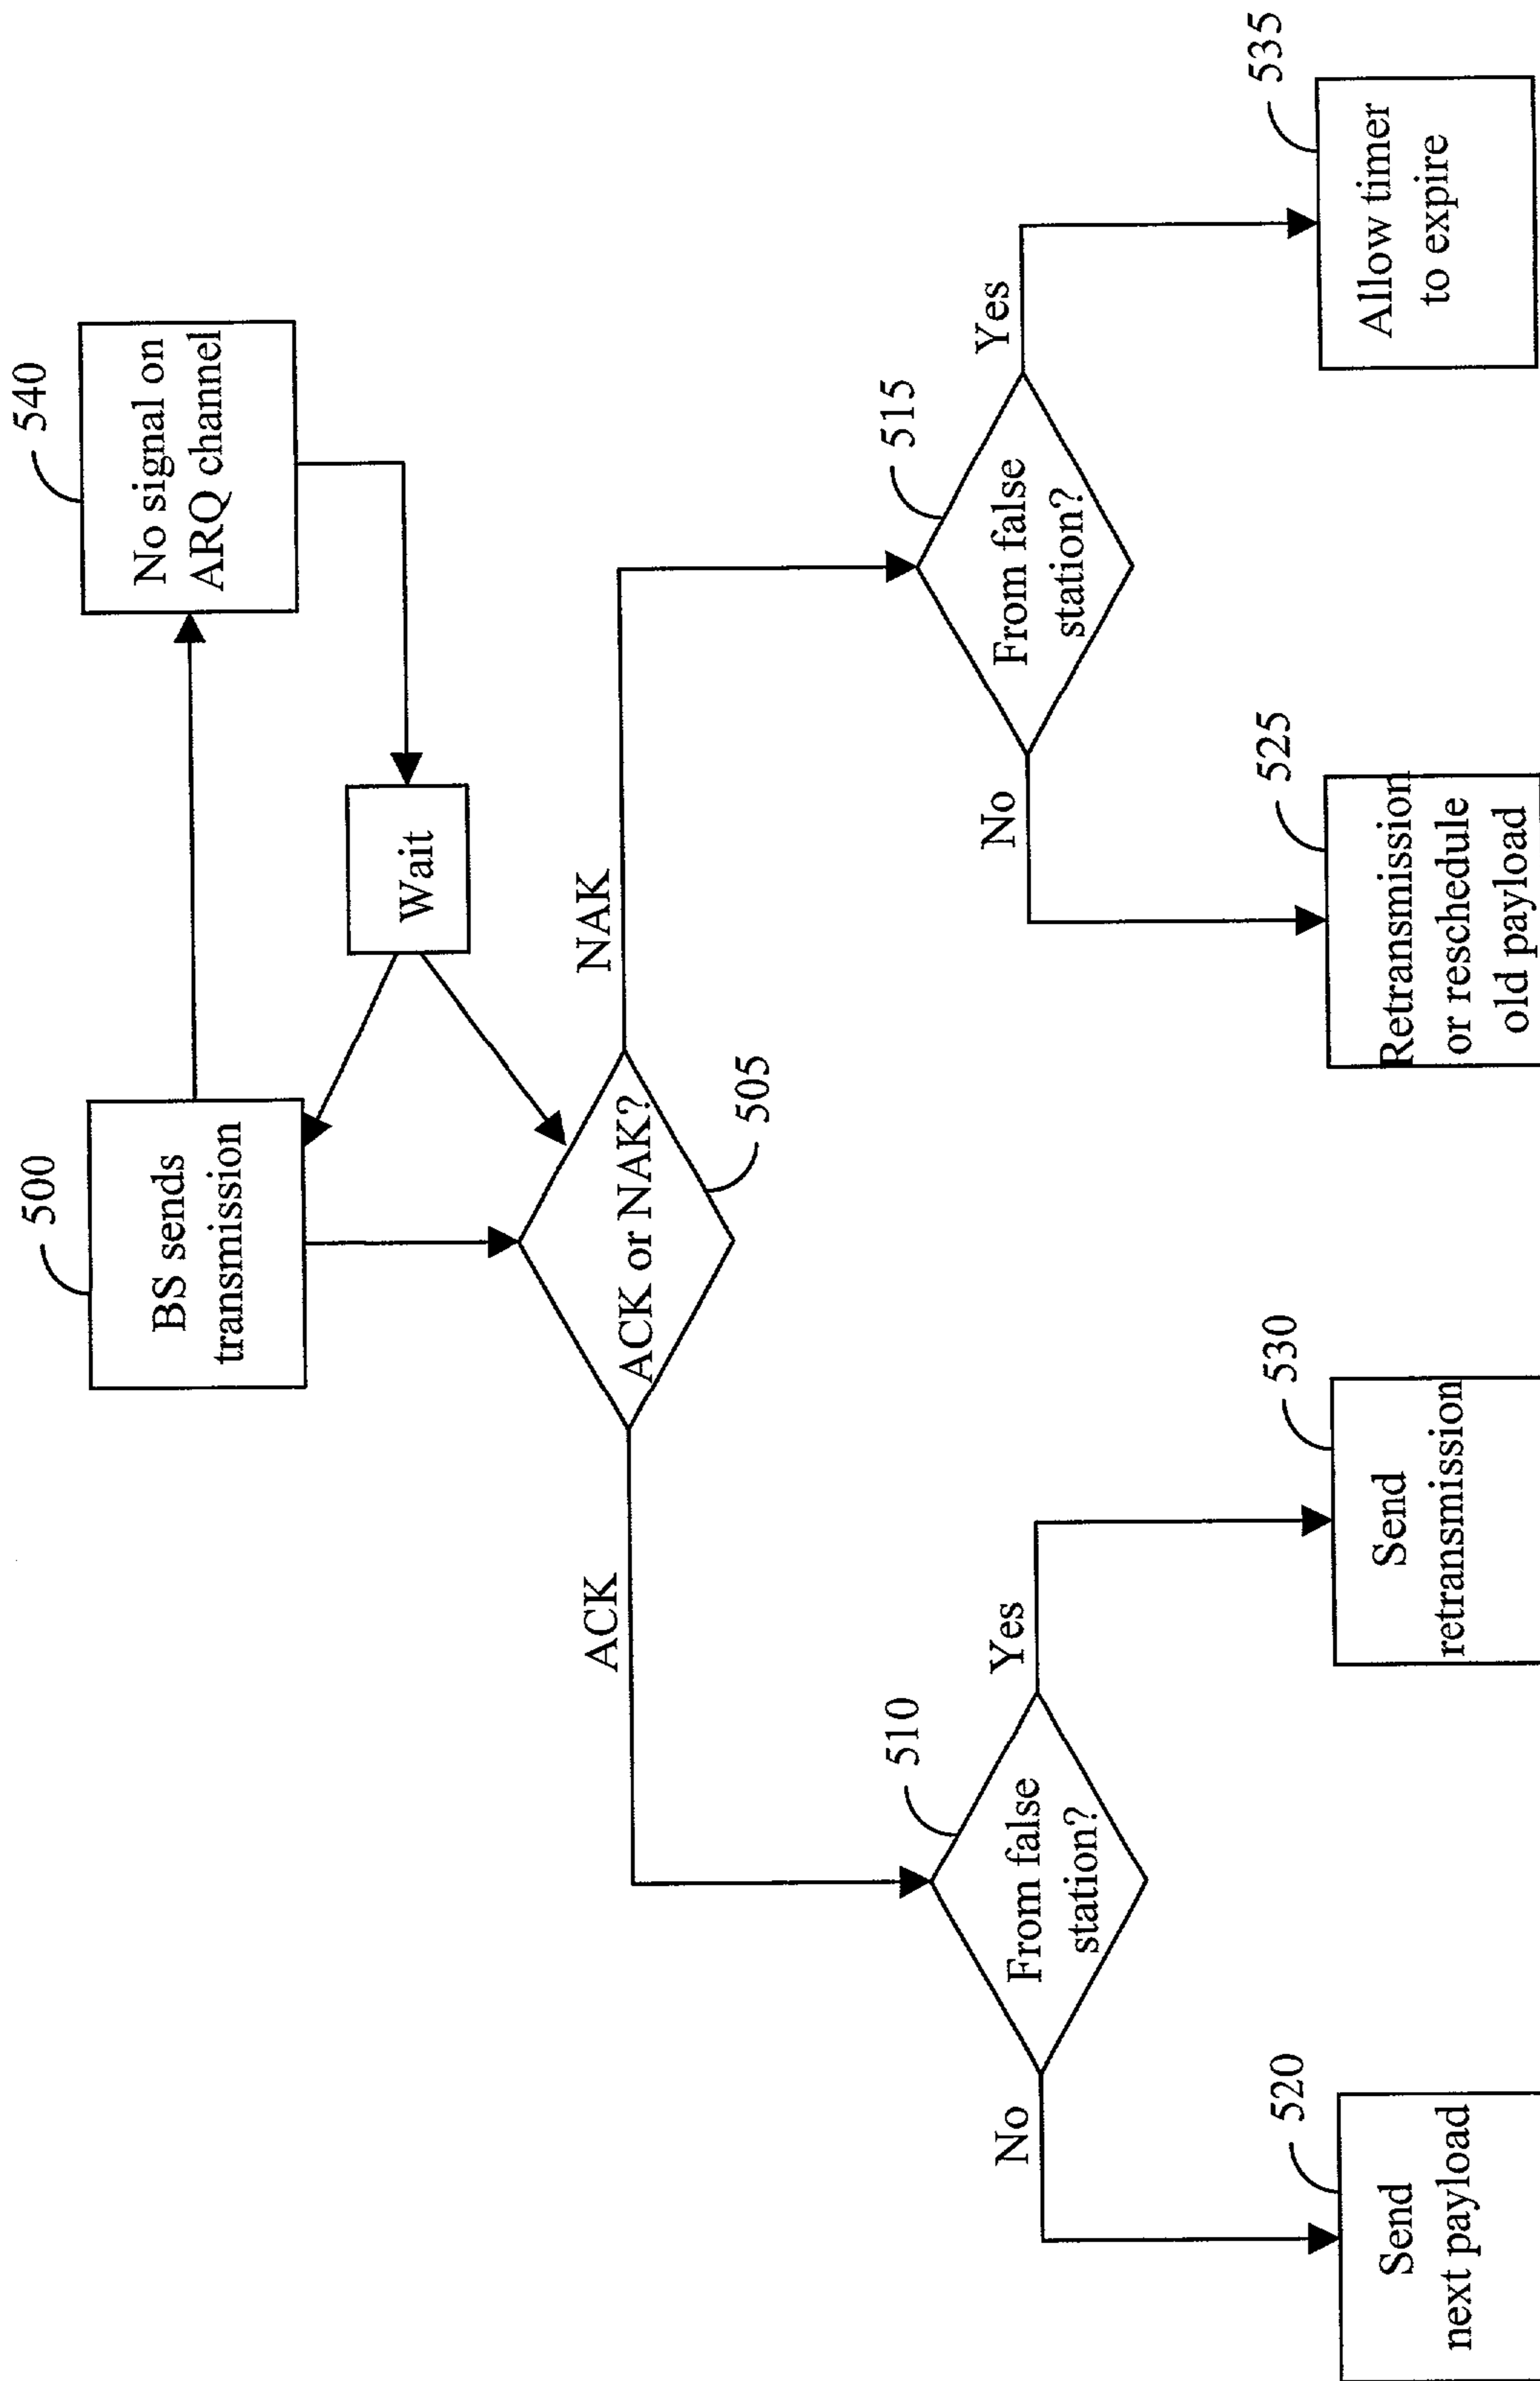 500
BS sends
transmission
540
No signal on
ARQ channel
Wait
ACK or NAK?
505
ACK
NAK
510
From false
station?
No
Yes
515
From false
station?
No
Yes
520
Send
next payload
530
Send
retransmission
525
Retransmission
or reschedule
old payload
535
Allow timer
to expire